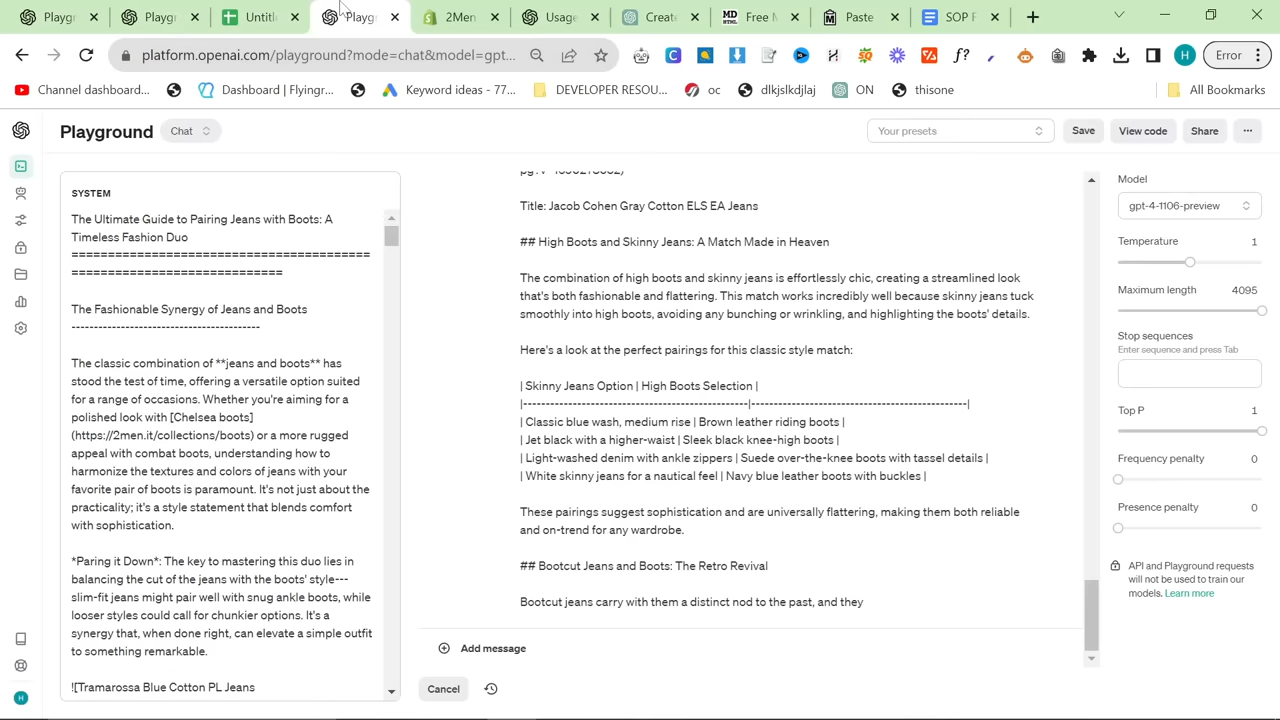 Playgr
Playgr
Untitl
Playgr
2Men
Usage
Create
Free M
Paste
SOP F
platform.openai.com/playground?mode=chat&model=gpt...
Error
Channel dashboard...
Dashboard | Flyingr...
Keyword ideas - 77...
DEVELOPER RESOU...
oc
dlkjslkdjlaj
ON
thisone
All Bookmarks
Playground
Chat
Your presets
Save
View code
Share
SYSTEM
The Ultimate Guide to Pairing Jeans with Boots: A
Timeless Fashion Duo
==========================================
=============================
The Fashionable Synergy of Jeans and Boots
------------------------------------------
The classic combination of **jeans and boots** has
stood the test of time, offering a versatile option suited
for a range of occasions. Whether you're aiming for a
polished look with [Chelsea boots]
(https://2men.it/collections/boots) or a more rugged
appeal with combat boots, understanding how to
harmonize the textures and colors of jeans with your
favorite pair of boots is paramount. It's not just about the
practicality; it's a style statement that blends comfort
with sophistication.
*Paring it Down*: The key to mastering this duo lies in
balancing the cut of the jeans with the boots' style---
slim-fit jeans might pair well with snug ankle boots, while
looser styles could call for chunkier options. It's a
synergy that, when done right, can elevate a simple outfit
to something remarkable.
![Tramarossa Blue Cotton PL Jeans
Title: Jacob Cohen Gray Cotton ELS EA Jeans
## High Boots and Skinny Jeans: A Match Made in Heaven
The combination of high boots and skinny jeans is effortlessly chic, creating a streamlined look
that's both fashionable and flattering. This match works incredibly well because skinny jeans tuck
smoothly into high boots, avoiding any bunching or wrinkling, and highlighting the boots' details.
Here's a look at the perfect pairings for this classic style match:
| Skinny Jeans Option | High Boots Selection |
|-----------------------------------------------|---------------------------------------------|
| Classic blue wash, medium rise | Brown leather riding boots |
| Jet black with a higher-waist | Sleek black knee-high boots |
| Light-washed denim with ankle zippers | Suede over-the-knee boots with tassel details |
| White skinny jeans for a nautical feel | Navy blue leather boots with buckles |
These pairings suggest sophistication and are universally flattering, making them both reliable
and on-trend for any wardrobe.
## Bootcut Jeans and Boots: The Retro Revival
Bootcut jeans carry with them a distinct nod to the past, and they
Add message
Cancel
Model
gpt-4-1106-preview
Temperature 1
Maximum length 4095
Stop sequences
Enter sequence and press Tab
Top P 1
Frequency penalty 0
Presence penalty 0
API and Playground requests
will not be used to train our
models. Learn more